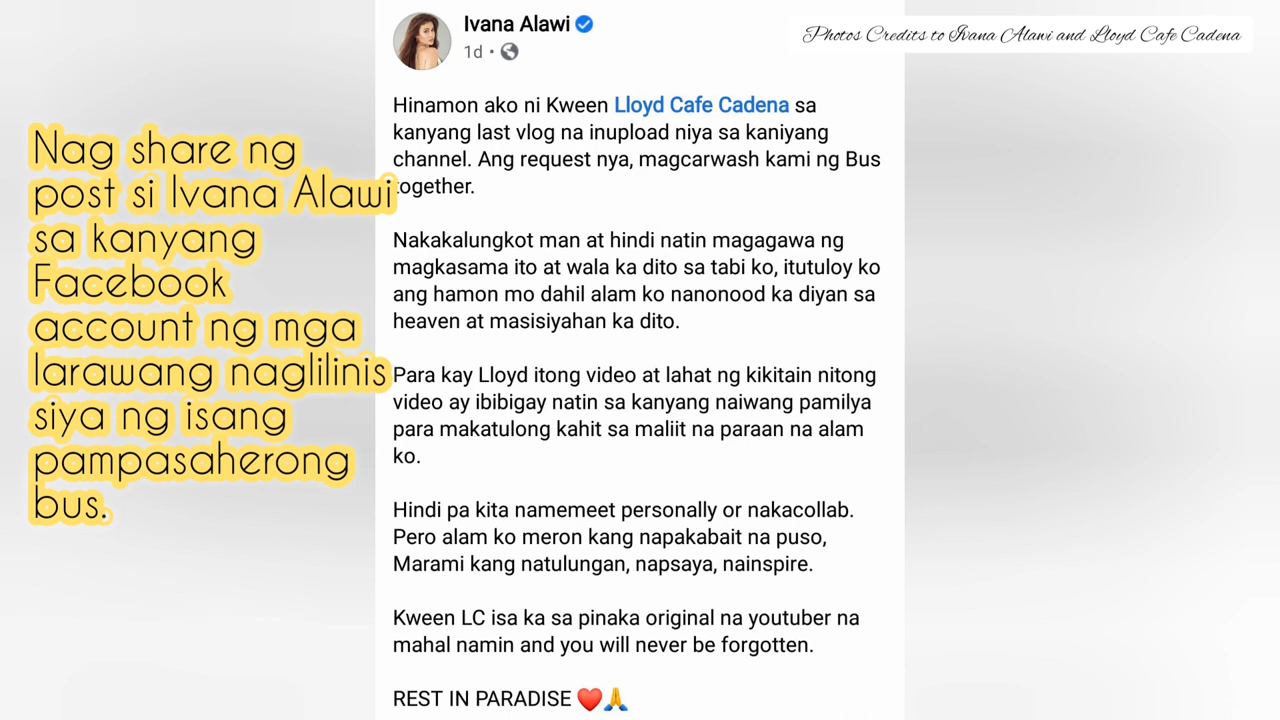 Ivana Alawi
1d
Photos Credits to Ivana Alawi and Lloyd Cafe Cadena
Nag share ng
post si Ivana Alawi
sa kanyang
Facebook
account ng mga
larawang naglilinis
siya ng isang
pampasaherong
bus.
Hinamon ako ni Kween Lloyd Cafe Cadena sa
kanyang last vlog na inupload niya sa kaniyang
channel. Ang request nya, magcarwash kami ng Bus
together.
Nakakalungkot man at hindi natin magagawa ng
magkasama ito at wala ka dito sa tabi ko, itutuloy ko
ang hamon mo dahil alam ko nanonood ka diyan sa
heaven at masisiyahan ka dito.
Para kay Lloyd itong video at lahat ng kikitain nitong
video ay ibibigay natin sa kanyang naiwang pamilya
para makatulong kahit sa maliit na paraan na alam
ko.
Hindi pa kita namemeet personally or nakacollab.
Pero alam ko meron kang napakabait na puso,
Marami kang natulungan, napsaya, nainspire.
Kween LC isa ka sa pinaka original na youtuber na
mahal namin and you will never be forgotten.
REST IN PARADISE ❤️🙏